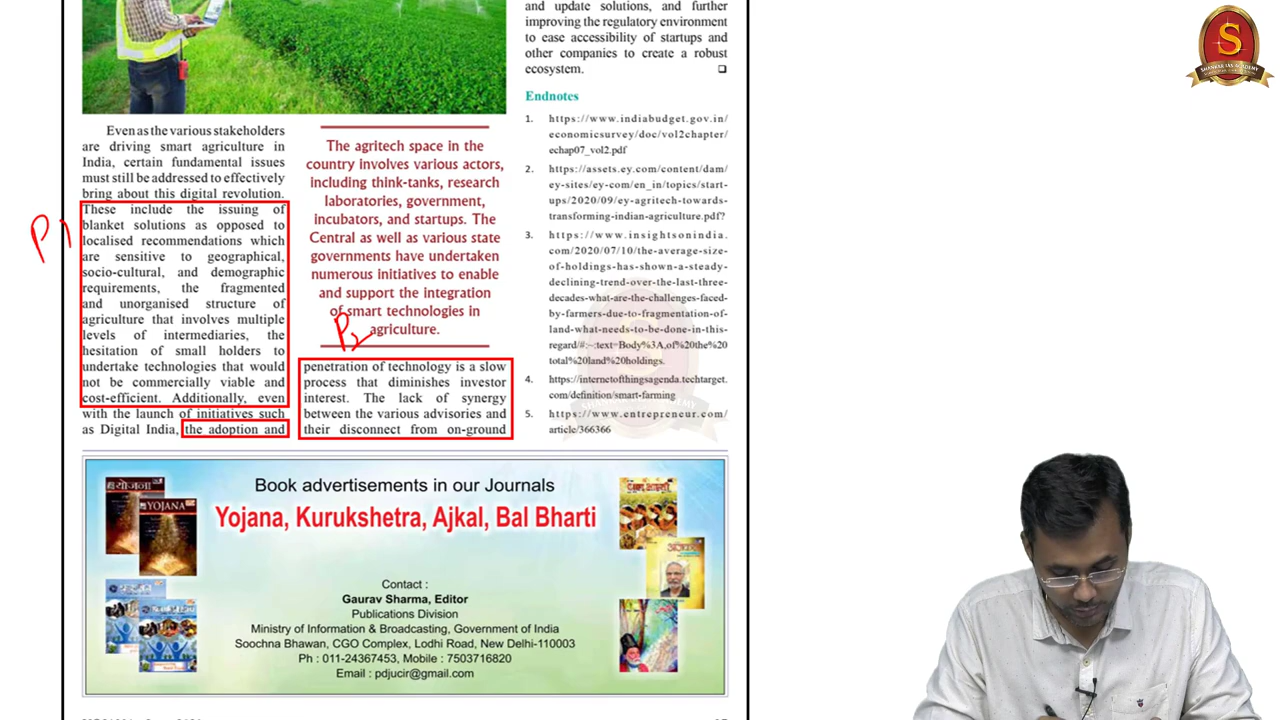 and update solutions, and further
improving the regulatory environment
to ease accessibility of startups and
other companies to create a robust
ecosystem.
Endnotes
1. https://www.indiabudget.gov.in/
economicsurvey/doc/vol2chapter/
echap07_vol2.pdf
2. https://assets.ey.com/content/dam/
ey-sites/ey-com/en_in/topics/start-
ups/2020/09/ey-agritech-towards-
transforming-indian-agriculture.pdf?
3. https://www.insightsonindia.
com/2020/07/10/the-average-size-
of-holdings-has-shown-a-steady-
declining-trend-over-the-last-three-
decades-what-are-the-challenges-faced-
by-farmers-due-to-fragmentation-of-
land-what-needs-to-be-done-in-this-
regard/#:~:text=Body%3A,of%20the%20
total%20land%20holdings.
4. https://internetofthingsagenda.techtarget.
com/definition/smart-farming
5. https://www.entrepreneur.com/
article/366366
Even as the various stakeholders
are driving smart agriculture in
India, certain fundamental issues
must still be addressed to effectively
bring about this digital revolution.
These include the issuing of
blanket solutions as opposed to
localised recommendations which
are sensitive to geographical,
socio-cultural, and demographic
requirements, the fragmented
and unorganised structure of
agriculture that involves multiple
levels of intermediaries, the
hesitation of small holders to
undertake technologies that would
not be commercially viable and
cost-efficient. Additionally, even
with the launch of initiatives such
as Digital India, the adoption and
P1
The agritech space in the
country involves various actors,
including think-tanks, research
laboratories, government,
incubators, and startups. The
Central as well as various state
governments have undertaken
numerous initiatives to enable
and support the integration
of smart technologies in
agriculture.
P2
penetration of technology is a slow
process that diminishes investor
interest. The lack of synergy
between the various advisories and
their disconnect from on-ground
Book advertisements in our Journals
Yojana, Kurukshetra, Ajkal, Bal Bharti
Contact :
Gaurav Sharma, Editor
Publications Division
Ministry of Information & Broadcasting, Government of India
Soochna Bhawan, CGO Complex, Lodhi Road, New Delhi-110003
Ph : 011-24367453, Mobile : 7503716820
Email : pdjucir@gmail.com
योजना
YOJANA
S
SHANKAR IAS ACADEMY